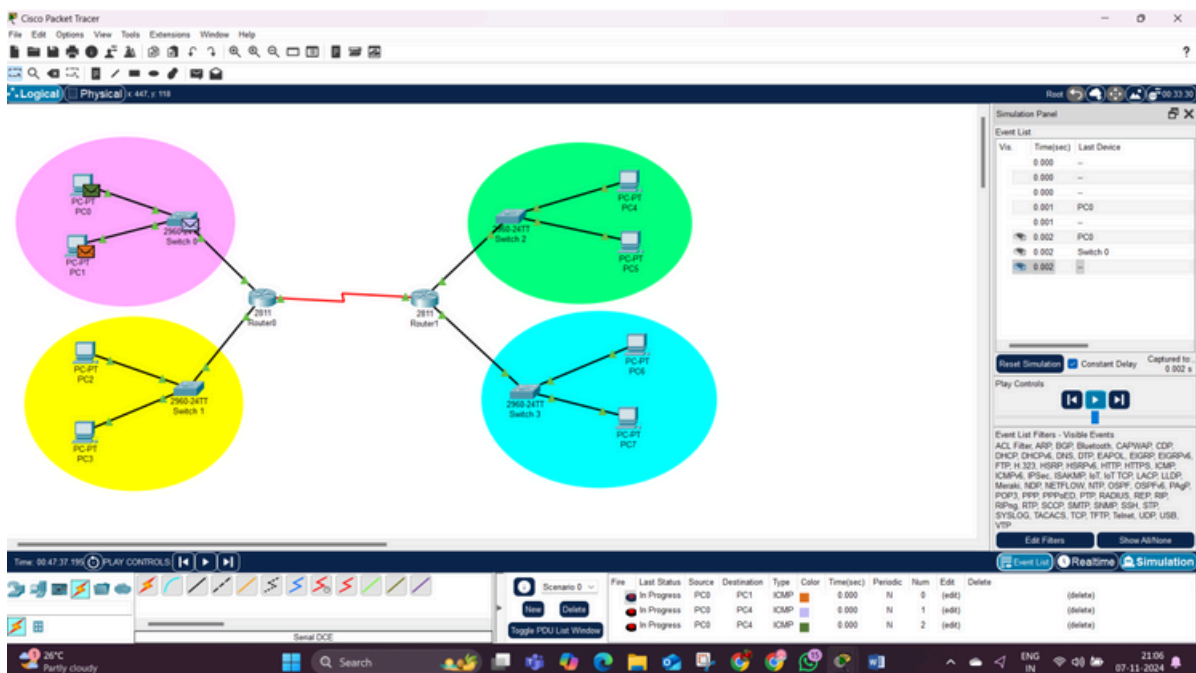 Cisco Packet Tracer
File Edit Options View Tools Extensions Window Help
?
Logical Physical x: 447, y: 118
Root 00:33:30
PC-PT
PC0
PC-PT
PC1
2960-24TT
Switch 0
PC-PT
PC4
2960-24TT
Switch 2
PC-PT
PC5
2811
Router0
2811
Router1
PC-PT
PC2
2960-24TT
Switch 1
PC-PT
PC3
PC-PT
PC6
2960-24TT
Switch 3
PC-PT
PC7
Simulation Panel
Event List
Vis. Time(sec) Last Device
0.000 --
0.000 --
0.000 --
0.001 PC0
0.001 --
0.002 PC0
0.002 Switch 0
0.002 --
Reset Simulation Constant Delay Captured to:
0.002 s
Play Controls
Event List Filters - Visible Events
ACL Filter, ARP, BGP, Bluetooth, CAPWAP, CDP,
DHCP, DHCPv6, DNS, DTP, EAPOL, EIGRP, EIGRPv6,
FTP, H.323, HSRP, HSRPv6, HTTP, HTTPS, ICMP,
ICMPv6, IPSec, ISAKMP, IoT, IoT TCP, LACP, LLDP,
Meraki, NDP, NETFLOW, NTP, OSPF, OSPFv6, PAgP,
POP3, PPP, PPPoED, PTP, RADIUS, REP, RIP,
RIPng, RTP, SCCP, SMTP, SNMP, SSH, STP,
SYSLOG, TACACS, TCP, TFTP, Telnet, UDP, USB,
VTP
Edit Filters Show All/None
Time: 00:47:37.195 PLAY CONTROLS
Event List Realtime Simulation
Scenario 0
New Delete
Toggle PDU List Window
Fire Last Status Source Destination Type Color Time(sec) Periodic Num Edit Delete
In Progress PC0 PC1 ICMP 0.000 N 0 (edit) (delete)
In Progress PC0 PC4 ICMP 0.000 N 1 (edit) (delete)
In Progress PC0 PC4 ICMP 0.000 N 2 (edit) (delete)
Serial DCE
26°C
Partly cloudy
Search
ENG
IN
21:06
07-11-2024